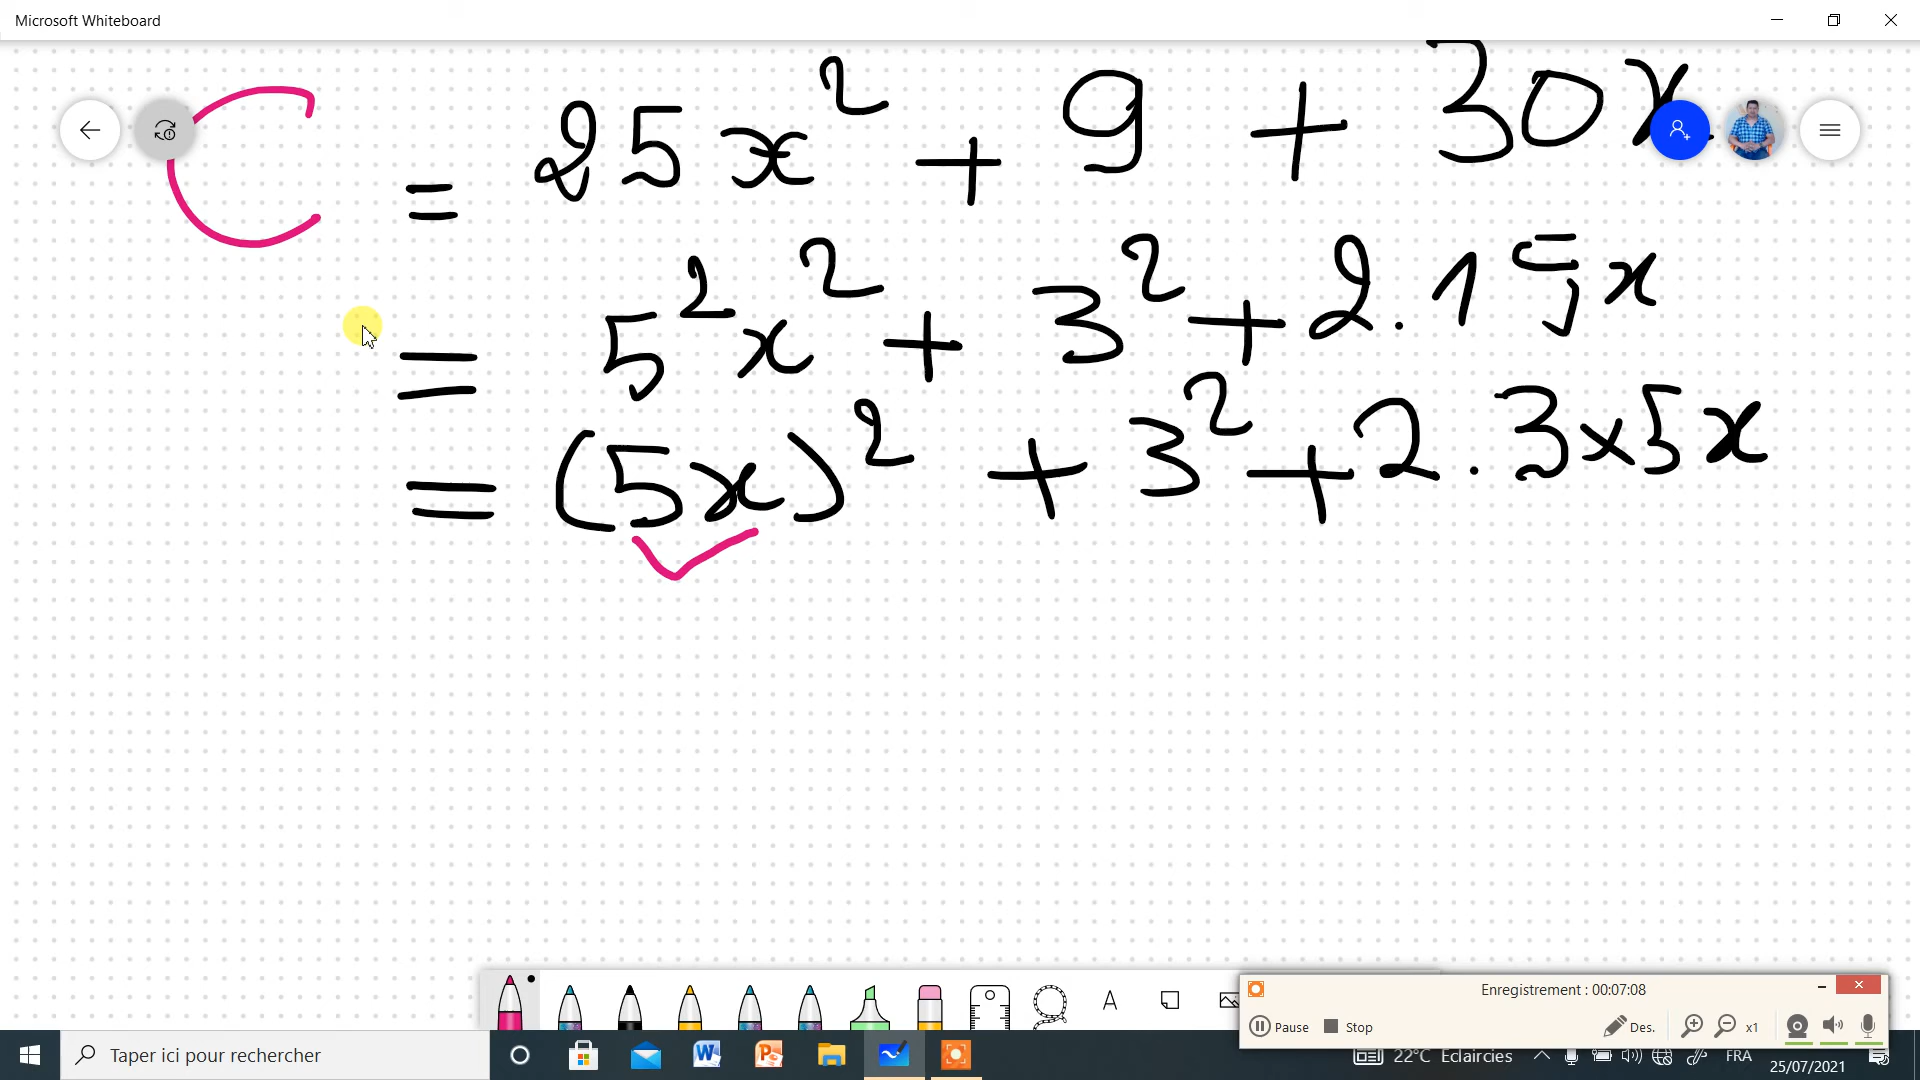 Microsoft Whiteboard
C = 25x² + 9 + 30x
= 5²x² + 3² + 2.15x
= (5x)² + 3² + 2.3×5x
A
Enregistrement : 00:07:08
Pause Stop Des. x1
Taper ici pour rechercher
22°C Eclaircies FRA
25/07/2021